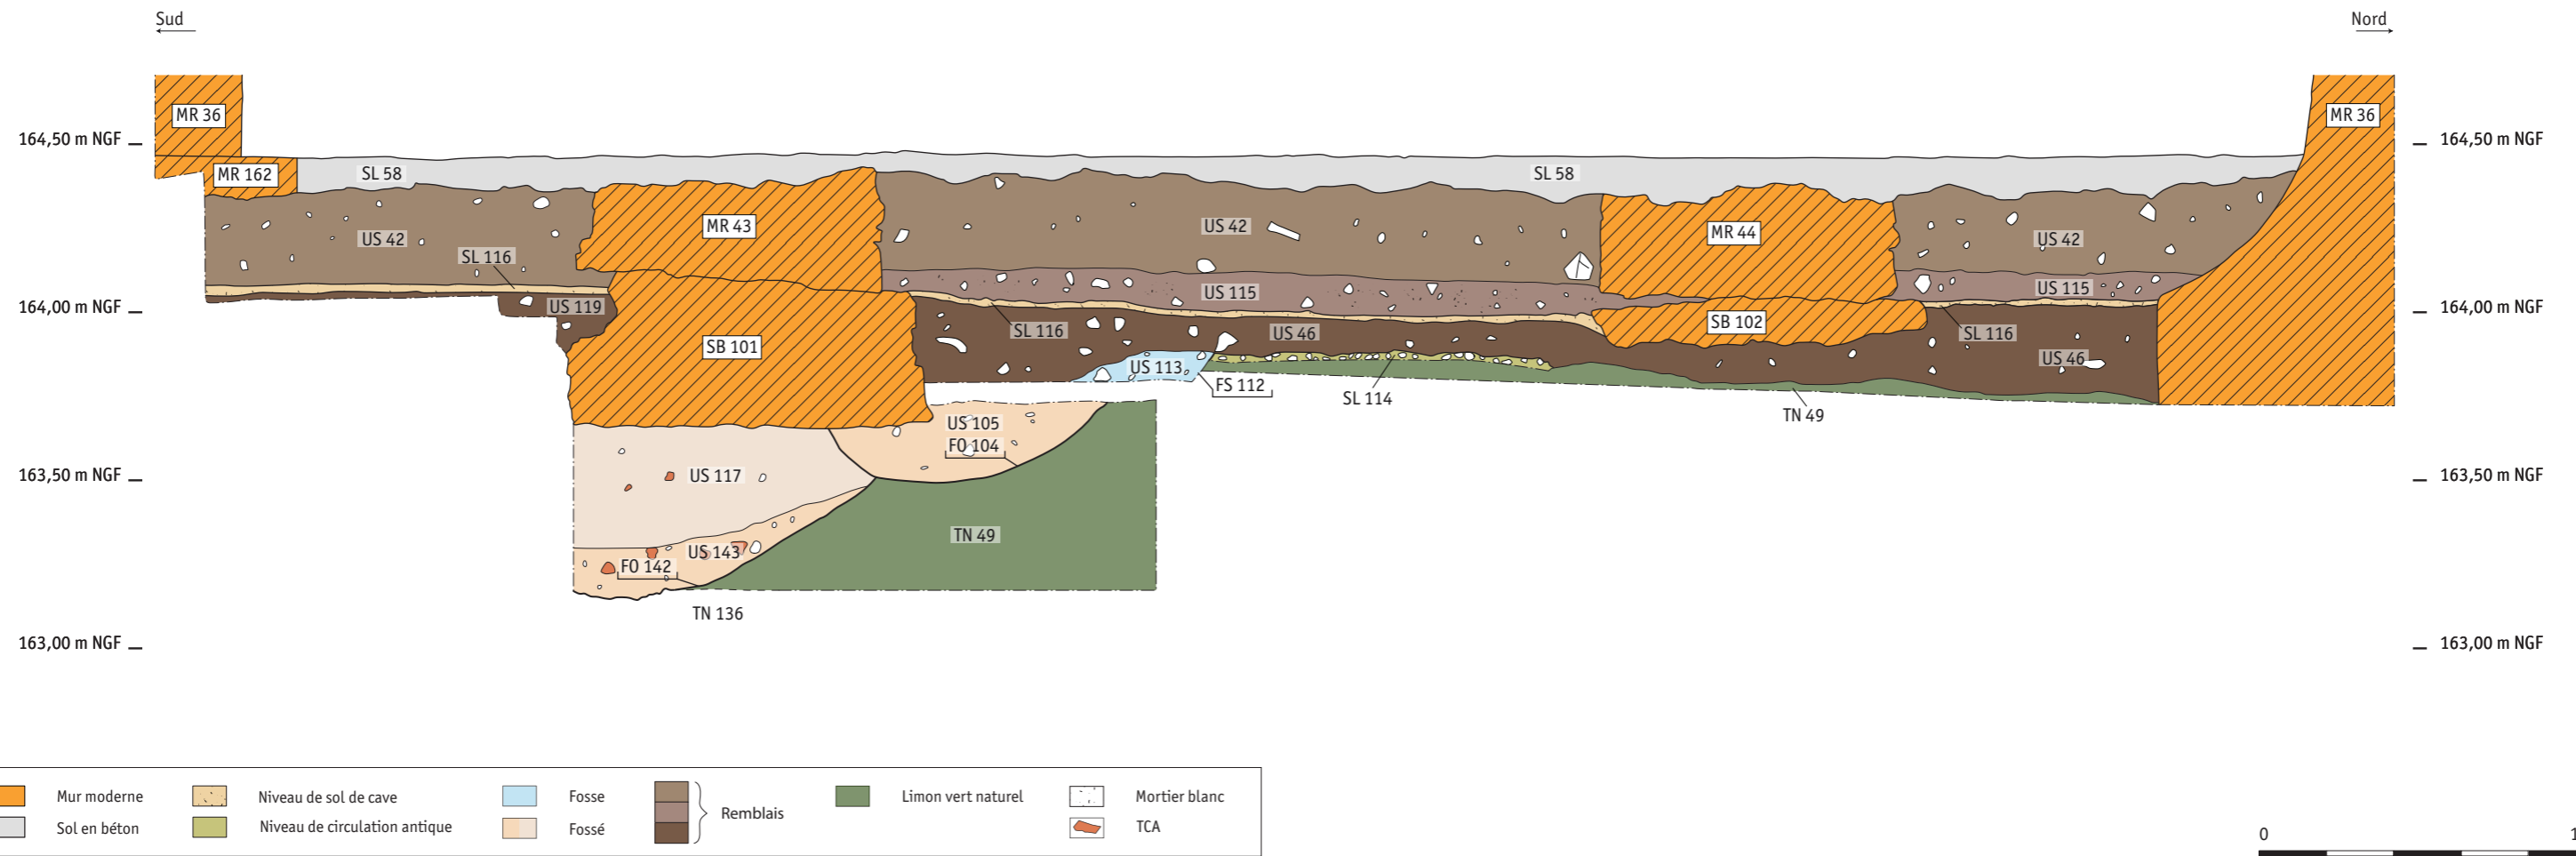 Sud
Nord
MR 36
MR 36
164,50 m NGF
164,50 m NGF
MR 162
SL 58
SL 58
MR 43
US 42
MR 44
US 42
US 42
SL 116
US 115
US 115
164,00 m NGF
US 119
164,00 m NGF
SL 116
US 46
SB 102
SL 116
SB 101
US 46
US 113
FS 112
SL 114
TN 49
US 105
FO 104
163,50 m NGF
US 117
163,50 m NGF
TN 49
US 143
FO 142
TN 136
163,00 m NGF
163,00 m NGF
Mur moderne
Niveau de sol de cave
Fosse
Remblais
Limon vert naturel
Mortier blanc
Sol en béton
Niveau de circulation antique
Fossé
TCA
0
1